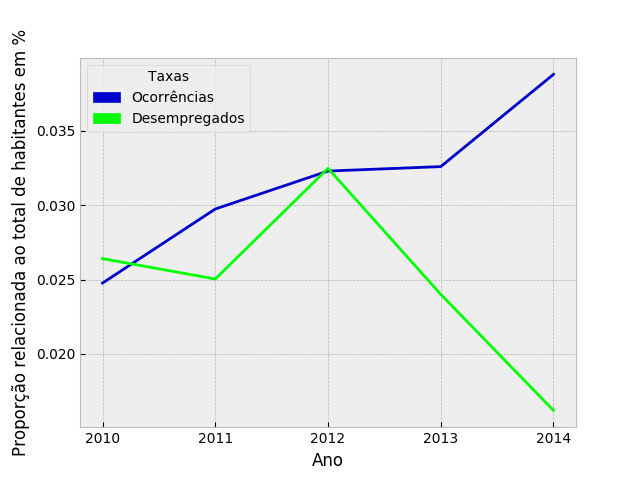 Proporção relacionada ao total de habitantes em %
Taxas
Ocorrências
Desempregados
0.035
0.030
0.025
0.020
2010 2011 2012 2013 2014
Ano